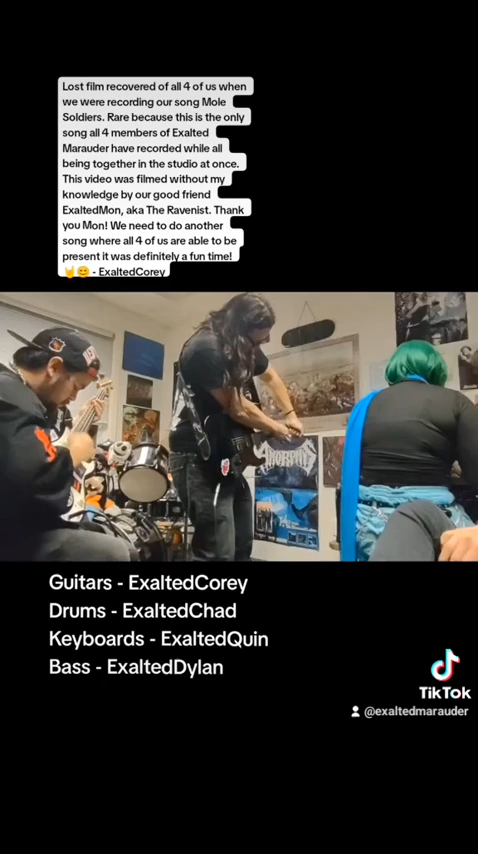 Lost film recovered of all 4 of us when
we were recording our song Mole
Soldiers. Rare because this is the only
song all 4 members of Exalted
Marauder have recorded while all
being together in the studio at once.
This video was filmed without my
knowledge by our good friend
ExaltedMon, aka The Ravenist. Thank
you Mon! We need to do another
song where all 4 of us are able to be
present it was definitely a fun time!
🤘😊 - ExaltedCorey
AMORPHIS
Guitars - ExaltedCorey
Drums - ExaltedChad
Keyboards - ExaltedQuin
Bass - ExaltedDylan
TikTok
@exaltedmarauder